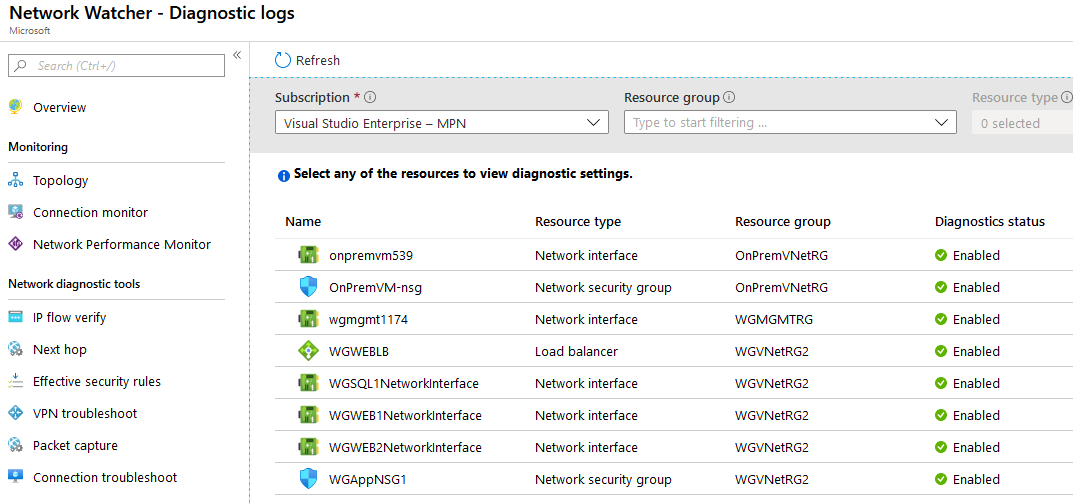 Network Watcher - Diagnostic logs
Microsoft
Search (Ctrl+/)
«
Overview
Monitoring
Topology
Connection monitor
Network Performance Monitor
Network diagnostic tools
IP flow verify
Next hop
Effective security rules
VPN troubleshoot
Packet capture
Connection troubleshoot
Refresh
Subscription * Resource group Resource type
Visual Studio Enterprise – MPN Type to start filtering ... 0 selected
Select any of the resources to view diagnostic settings.
Name Resource type Resource group Diagnostics status
onpremvm539 Network interface OnPremVNetRG Enabled
OnPremVM-nsg Network security group OnPremVNetRG Enabled
wgmgmt1174 Network interface WGMGMTRG Enabled
WGWEBLB Load balancer WGVNetRG2 Enabled
WGSQL1NetworkInterface Network interface WGVNetRG2 Enabled
WGWEB1NetworkInterface Network interface WGVNetRG2 Enabled
WGWEB2NetworkInterface Network interface WGVNetRG2 Enabled
WGAppNSG1 Network security group WGVNetRG2 Enabled